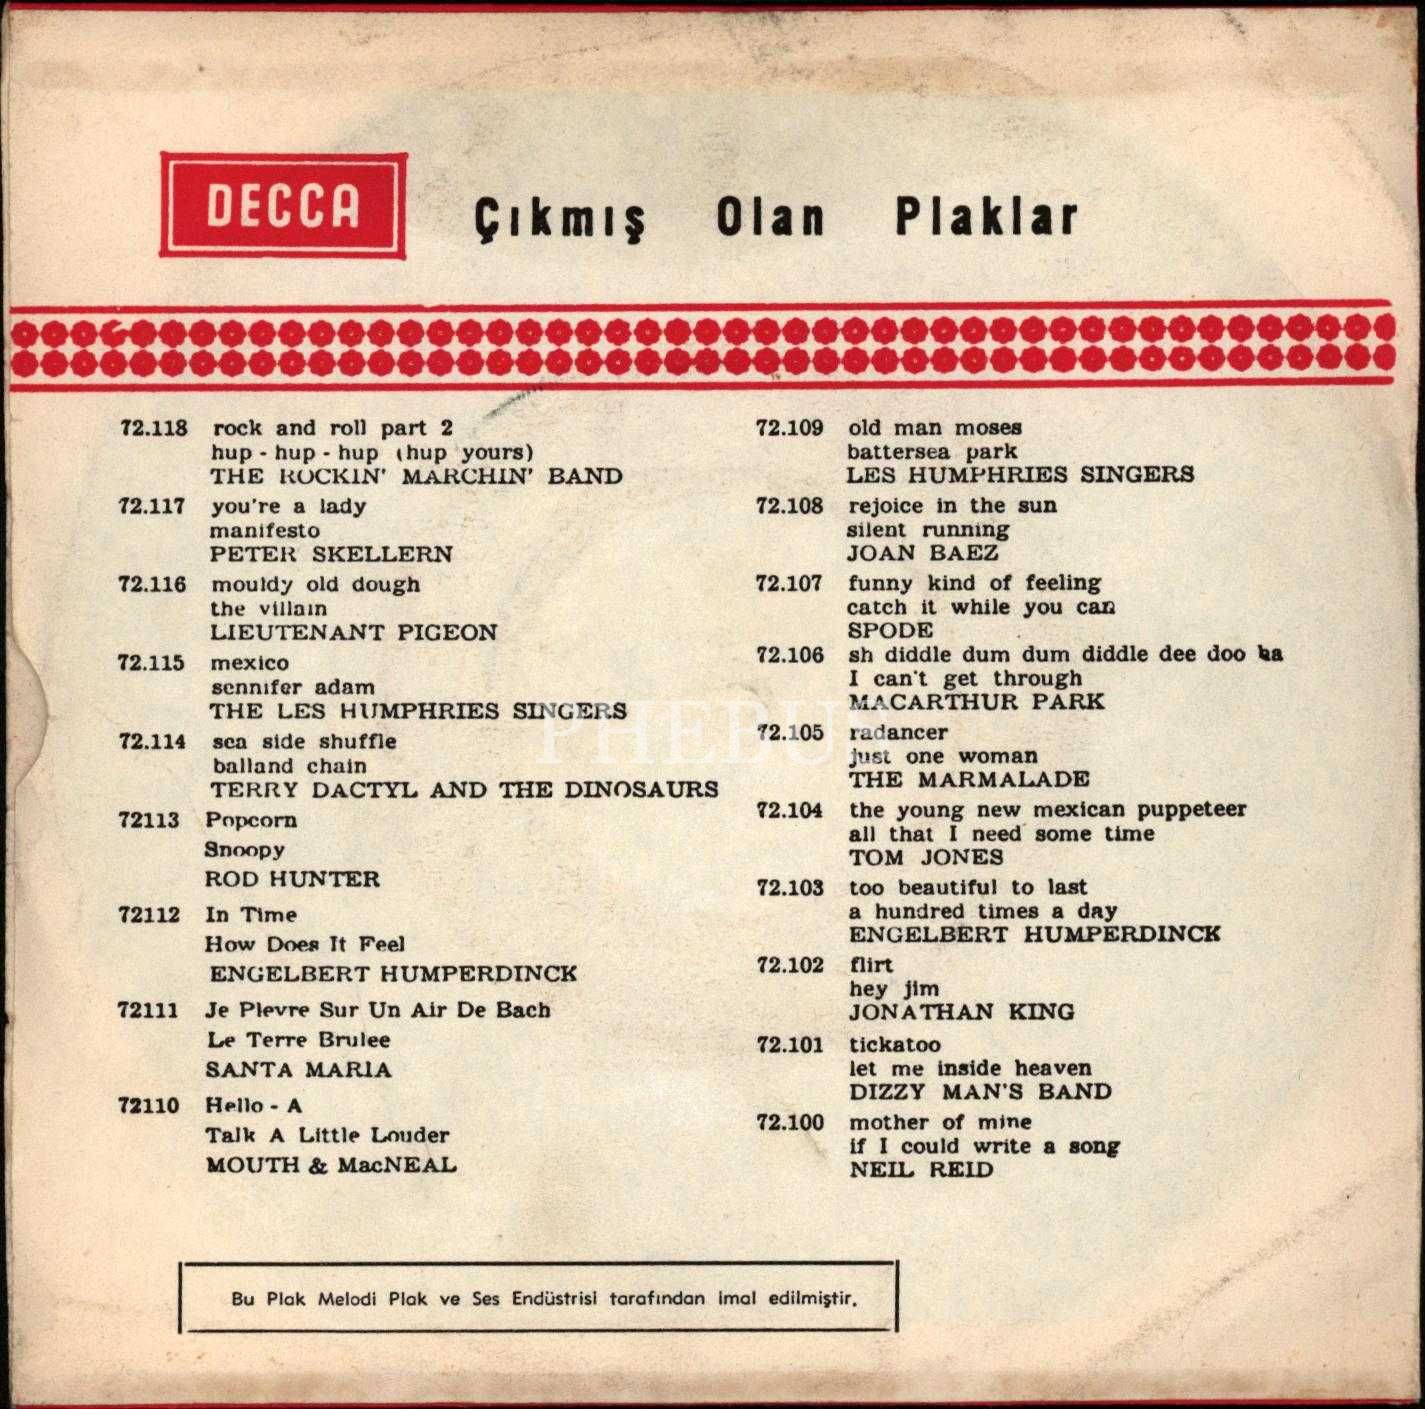 DECCA
Çıkmış Olan Plaklar
72.118 rock and roll part 2
hup - hup - hup (hup yours)
THE ROCKIN' MARCHIN' BAND
72.117 you're a lady
manifesto
PETER SKELLERN
72.116 mouldy old dough
the villain
LIEUTENANT PIGEON
72.115 mexico
sennifer adam
THE LES HUMPHRIES SINGERS
72.114 sea side shuffle
balland chain
TERRY DACTYL AND THE DINOSAURS
72113 Popcorn
Snoopy
ROD HUNTER
72112 In Time
How Does It Feel
ENGELBERT HUMPERDINCK
72111 Je Plevre Sur Un Air De Bach
Le Terre Brulee
SANTA MARIA
72110 Hello - A
Talk A Little Louder
MOUTH & MacNEAL
72.109 old man moses
battersea park
LES HUMPHRIES SINGERS
72.108 rejoice in the sun
silent running
JOAN BAEZ
72.107 funny kind of feeling
catch it while you can
SPODE
72.106 sh diddle dum dum diddle dee doo ha
I can't get through
MACARTHUR PARK
72.105 radancer
just one woman
THE MARMALADE
72.104 the young new mexican puppeteer
all that I need some time
TOM JONES
72.103 too beautiful to last
a hundred times a day
ENGELBERT HUMPERDINCK
72.102 flirt
hey jim
JONATHAN KING
72.101 tickatoo
let me inside heaven
DIZZY MAN'S BAND
72.100 mother of mine
if I could write a song
NEIL REID
Bu Plak Melodi Plak ve Ses Endüstrisi tarafından imal edilmiştir.